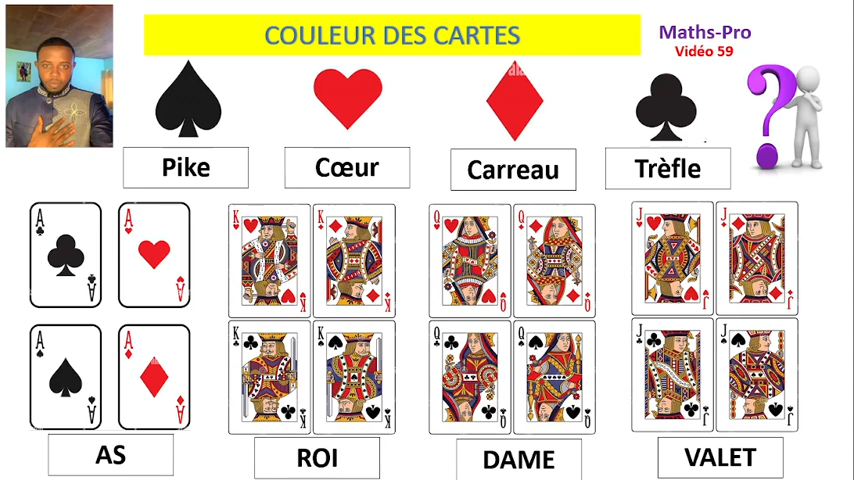 COULEUR DES CARTES
Maths-Pro
Vidéo 59
Pike
Cœur
Carreau
Trèfle
A A
A A
K K
K K
Q Q
Q Q
J J
J J
A A
A A
K K
K K
Q Q
Q Q
J J
J J
AS
ROI
DAME
VALET